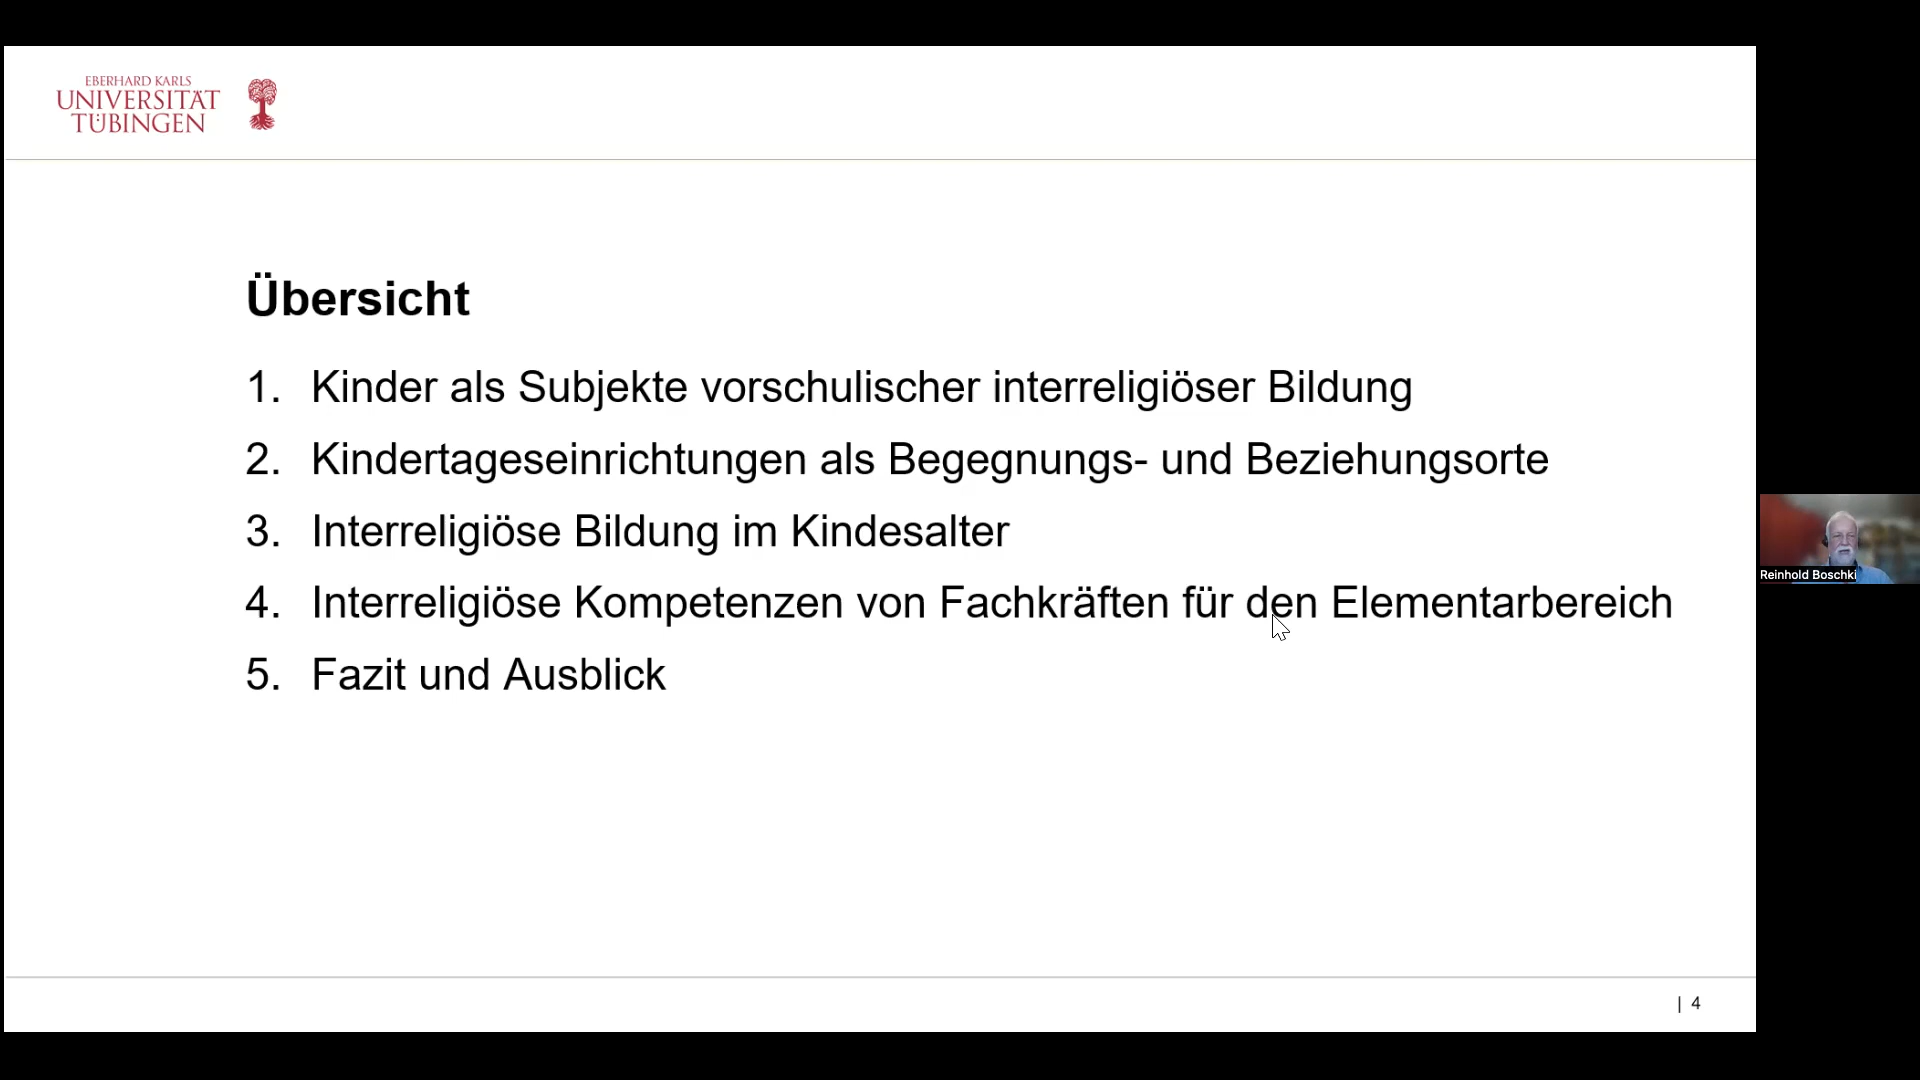 EBERHARD KARLS
UNIVERSITÄT
TÜBINGEN
Übersicht
1. Kinder als Subjekte vorschulischer interreligiöser Bildung
2. Kindertageseinrichtungen als Begegnungs- und Beziehungsorte
3. Interreligiöse Bildung im Kindesalter
4. Interreligiöse Kompetenzen von Fachkräften für den Elementarbereich
5. Fazit und Ausblick
Reinhold Boschki
| 4